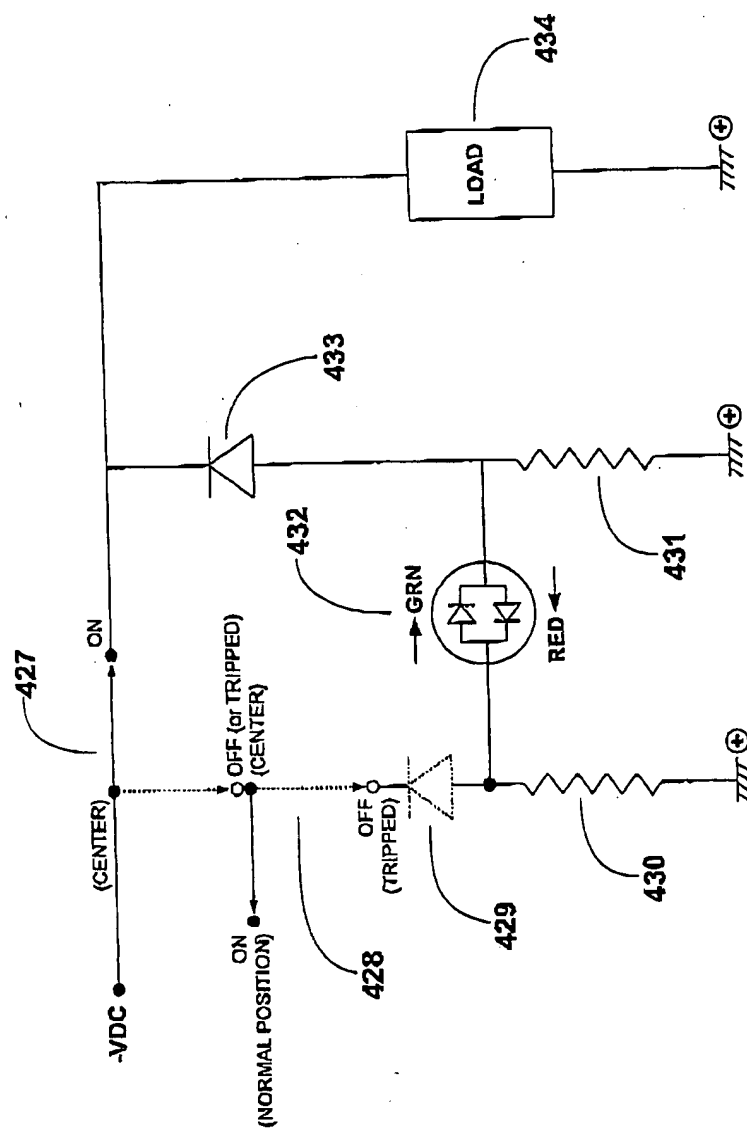 427
(CENTER)
ON
-VDC
OFF (or TRIPPED)
(CENTER)
ON
(NORMAL POSITION)
428
OFF
(TRIPPED)
429
430
432
GRN
RED
433
431
LOAD
434
+
+
+